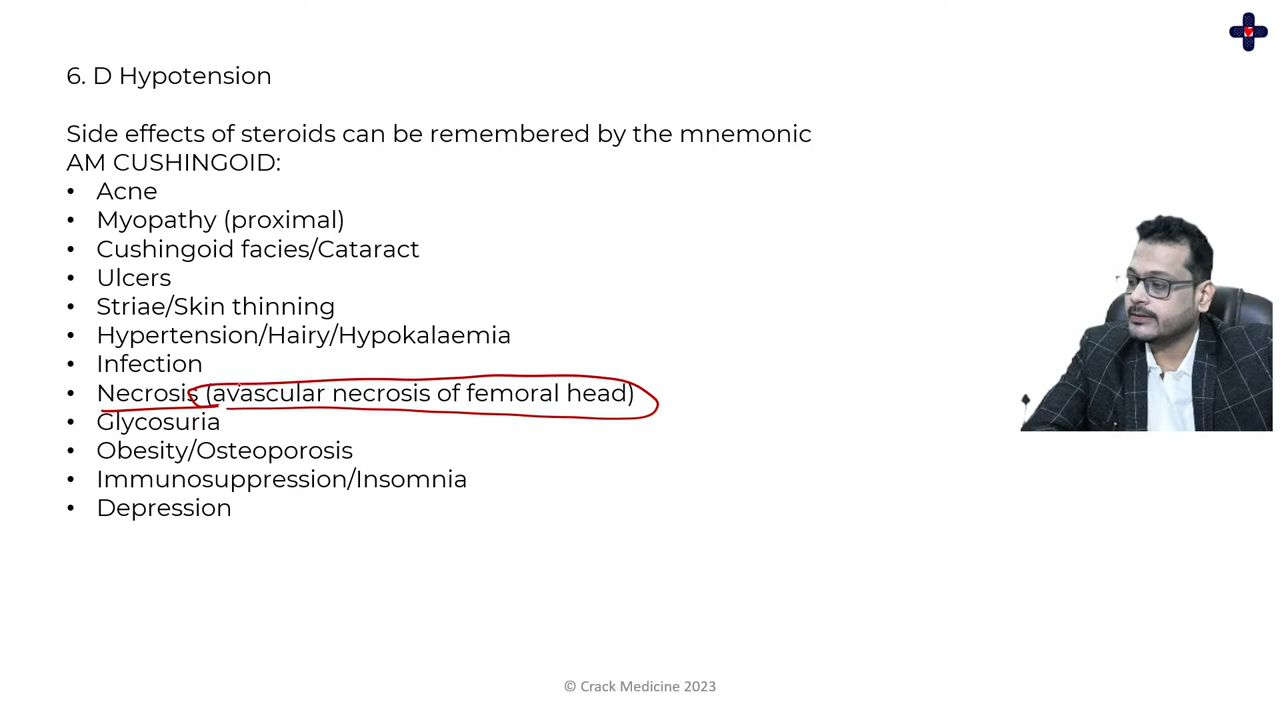 6. D Hypotension
Side effects of steroids can be remembered by the mnemonic
AM CUSHINGOID:
• Acne
• Myopathy (proximal)
• Cushingoid facies/Cataract
• Ulcers
• Striae/Skin thinning
• Hypertension/Hairy/Hypokalaemia
• Infection
• Necrosis (avascular necrosis of femoral head)
• Glycosuria
• Obesity/Osteoporosis
• Immunosuppression/Insomnia
• Depression
© Crack Medicine 2023